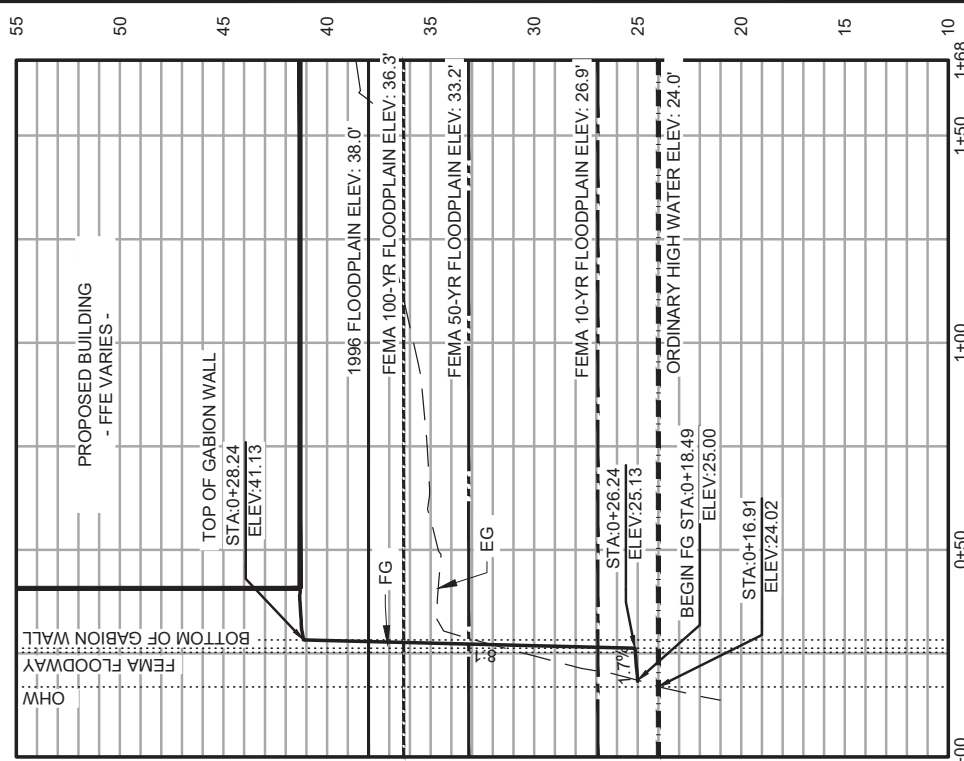 55
50
45
40
35
30
25
20
15
10
PROPOSED BUILDING
- FFE VARIES -
TOP OF GABION WALL
STA:0+28.24
ELEV:41.13
1996 FLOODPLAIN ELEV: 38.0'
FEMA 100-YR FLOODPLAIN ELEV: 36.3'
FEMA 50-YR FLOODPLAIN ELEV: 33.2'
FEMA 10-YR FLOODPLAIN ELEV: 26.9'
ORDINARY HIGH WATER ELEV: 24.0'
FG
EG
STA:0+26.24
ELEV:25.13
BEGIN FG STA:0+18.49
ELEV:25.00
STA:0+16.91
ELEV:24.02
OHW
FEMA FLOODWAY
BOTTOM OF GABION WALL
8:1
1.7%
-00
0+50
1+00
1+50
1+68